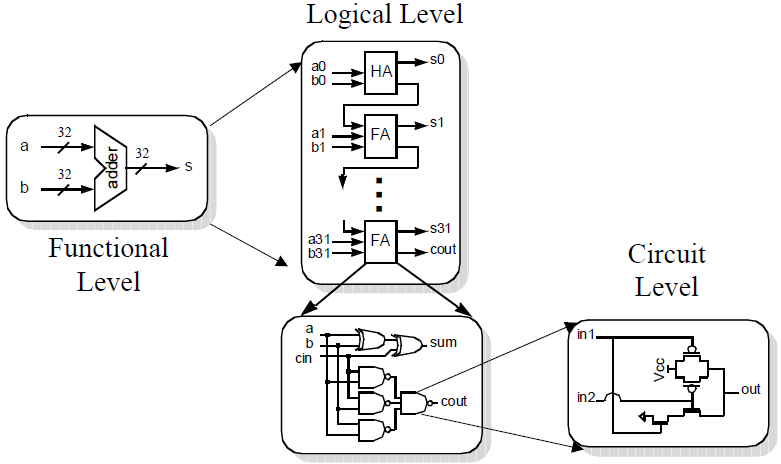 Logical Level
a0
b0
HA
s0
a1
b1
FA
s1
a31
b31
FA
s31
cout
a
32
b
32
adder
32
s
Functional
Level
a
b
cin
sum
cout
Circuit
Level
in1
in2
Vcc
out